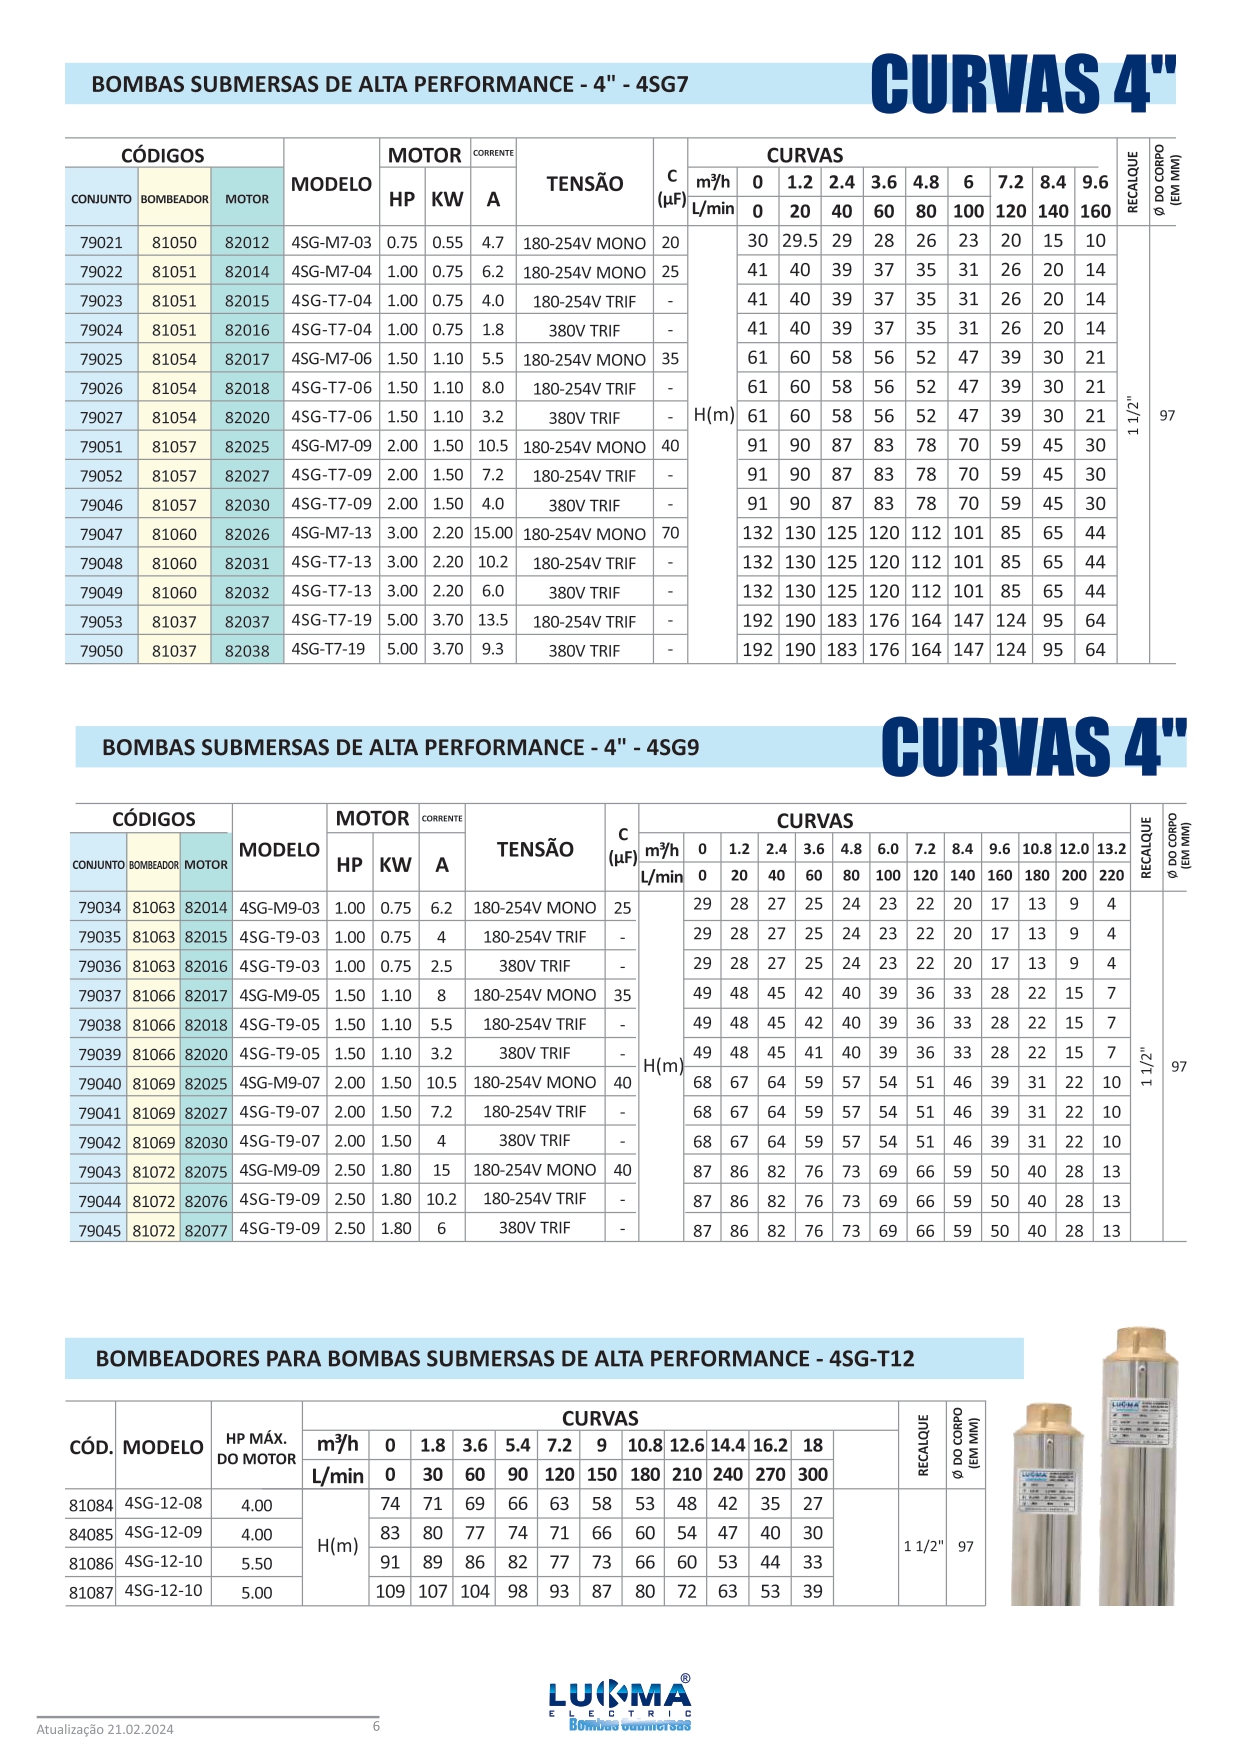 CURVAS 4"
BOMBAS SUBMERSAS DE ALTA PERFORMANCE - 4" - 4SG7
CÓDIGOS MODELO MOTOR CORRENTE TENSÃO C (µF) CURVAS RECALQUE Ø DO CORPO (EM MM)
CONJUNTO BOMBEADOR MOTOR HP KW A m³/h 0 1.2 2.4 3.6 4.8 6 7.2 8.4 9.6
L/min 0 20 40 60 80 100 120 140 160
79021 81050 82012 4SG-M7-03 0.75 0.55 4.7 180-254V MONO 20 30 29.5 29 28 26 23 20 15 10
79022 81051 82014 4SG-M7-04 1.00 0.75 6.2 180-254V MONO 25 41 40 39 37 35 31 26 20 14
79023 81051 82015 4SG-T7-04 1.00 0.75 4.0 180-254V TRIF - 41 40 39 37 35 31 26 20 14
79024 81051 82016 4SG-T7-04 1.00 0.75 1.8 380V TRIF - 41 40 39 37 35 31 26 20 14
79025 81054 82017 4SG-M7-06 1.50 1.10 5.5 180-254V MONO 35 61 60 58 56 52 47 39 30 21
79026 81054 82018 4SG-T7-06 1.50 1.10 8.0 180-254V TRIF - 61 60 58 56 52 47 39 30 21
79027 81054 82020 4SG-T7-06 1.50 1.10 3.2 380V TRIF - H(m) 61 60 58 56 52 47 39 30 21 1 1/2" 97
79051 81057 82025 4SG-M7-09 2.00 1.50 10.5 180-254V MONO 40 91 90 87 83 78 70 59 45 30
79052 81057 82027 4SG-T7-09 2.00 1.50 7.2 180-254V TRIF - 91 90 87 83 78 70 59 45 30
79046 81057 82030 4SG-T7-09 2.00 1.50 4.0 380V TRIF - 91 90 87 83 78 70 59 45 30
79047 81060 82026 4SG-M7-13 3.00 2.20 15.00 180-254V MONO 70 132 130 125 120 112 101 85 65 44
79048 81060 82031 4SG-T7-13 3.00 2.20 10.2 180-254V TRIF - 132 130 125 120 112 101 85 65 44
79049 81060 82032 4SG-T7-13 3.00 2.20 6.0 380V TRIF - 132 130 125 120 112 101 85 65 44
79053 81037 82037 4SG-T7-19 5.00 3.70 13.5 180-254V TRIF - 192 190 183 176 164 147 124 95 64
79050 81037 82038 4SG-T7-19 5.00 3.70 9.3 380V TRIF - 192 190 183 176 164 147 124 95 64
CURVAS 4"
BOMBAS SUBMERSAS DE ALTA PERFORMANCE - 4" - 4SG9
CÓDIGOS MODELO MOTOR CORRENTE TENSÃO C (µF) CURVAS RECALQUE Ø DO CORPO (EM MM)
CONJUNTO BOMBEADOR MOTOR HP KW A m³/h 0 1.2 2.4 3.6 4.8 6.0 7.2 8.4 9.6 10.8 12.0 13.2
L/min 0 20 40 60 80 100 120 140 160 180 200 220
79034 81063 82014 4SG-M9-03 1.00 0.75 6.2 180-254V MONO 25 29 28 27 25 24 23 22 20 17 13 9 4
79035 81063 82015 4SG-T9-03 1.00 0.75 4 180-254V TRIF - 29 28 27 25 24 23 22 20 17 13 9 4
79036 81063 82016 4SG-T9-03 1.00 0.75 2.5 380V TRIF - 29 28 27 25 24 23 22 20 17 13 9 4
79037 81066 82017 4SG-M9-05 1.50 1.10 8 180-254V MONO 35 49 48 45 42 40 39 36 33 28 22 15 7
79038 81066 82018 4SG-T9-05 1.50 1.10 5.5 180-254V TRIF - 49 48 45 42 40 39 36 33 28 22 15 7
79039 81066 82020 4SG-T9-05 1.50 1.10 3.2 380V TRIF - H(m) 49 48 45 41 40 39 36 33 28 22 15 7 1 1/2" 97
79040 81069 82025 4SG-M9-07 2.00 1.50 10.5 180-254V MONO 40 68 67 64 59 57 54 51 46 39 31 22 10
79041 81069 82027 4SG-T9-07 2.00 1.50 7.2 180-254V TRIF - 68 67 64 59 57 54 51 46 39 31 22 10
79042 81069 82030 4SG-T9-07 2.00 1.50 4 380V TRIF - 68 67 64 59 57 54 51 46 39 31 22 10
79043 81072 82075 4SG-M9-09 2.50 1.80 15 180-254V MONO 40 87 86 82 76 73 69 66 59 50 40 28 13
79044 81072 82076 4SG-T9-09 2.50 1.80 10.2 180-254V TRIF - 87 86 82 76 73 69 66 59 50 40 28 13
79045 81072 82077 4SG-T9-09 2.50 1.80 6 380V TRIF - 87 86 82 76 73 69 66 59 50 40 28 13
BOMBEADORES PARA BOMBAS SUBMERSAS DE ALTA PERFORMANCE - 4SG-T12
CÓD. MODELO HP MÁX. DO MOTOR CURVAS RECALQUE Ø DO CORPO (EM MM)
m³/h 0 1.8 3.6 5.4 7.2 9 10.8 12.6 14.4 16.2 18
L/min 0 30 60 90 120 150 180 210 240 270 300
81084 4SG-12-08 4.00 74 71 69 66 63 58 53 48 42 35 27
84085 4SG-12-09 4.00 H(m) 83 80 77 74 71 66 60 54 47 40 30 1 1/2" 97
81086 4SG-12-10 5.50 91 89 86 82 77 73 66 60 53 44 33
81087 4SG-12-10 5.00 109 107 104 98 93 87 80 72 63 53 39
LUKMA
LUKMA
LUKMA®
ELECTRIC
Bombas Submersas
Atualização 21.02.2024 6